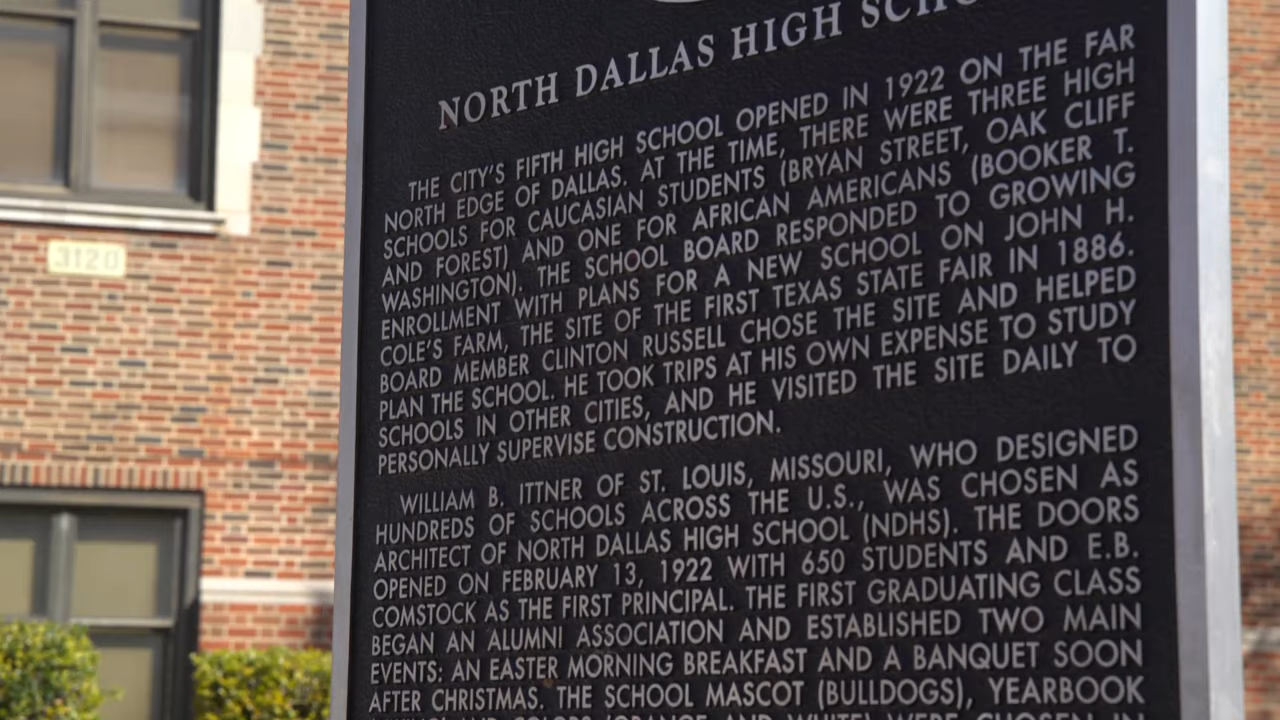 NORTH DALLAS HIGH
THE CITY'S FIFTH HIGH SCHOOL OPENED IN 1922 ON THE FAR
NORTH EDGE OF DALLAS. AT THE TIME, THERE WERE THREE HIGH
SCHOOLS FOR CAUCASIAN STUDENTS (BRYAN STREET, OAK CLIFF
AND FOREST) AND ONE FOR AFRICAN AMERICANS (BOOKER T.
WASHINGTON). THE SCHOOL BOARD RESPONDED TO GROWING
ENROLLMENT WITH PLANS FOR A NEW SCHOOL ON JOHN H.
COLE'S FARM, THE SITE OF THE FIRST TEXAS STATE FAIR IN 1886.
BOARD MEMBER CLINTON RUSSELL CHOSE THE SITE AND HELPED
PLAN THE SCHOOL. HE TOOK TRIPS AT HIS OWN EXPENSE TO STUDY
SCHOOLS IN OTHER CITIES, AND HE VISITED THE SITE DAILY TO
PERSONALLY SUPERVISE CONSTRUCTION.
WILLIAM B. ITTNER OF ST. LOUIS, MISSOURI, WHO DESIGNED
HUNDREDS OF SCHOOLS ACROSS THE U.S., WAS CHOSEN AS
ARCHITECT OF NORTH DALLAS HIGH SCHOOL (NDHS). THE DOORS
OPENED ON FEBRUARY 13, 1922 WITH 650 STUDENTS AND E.B.
COMSTOCK AS THE FIRST PRINCIPAL. THE FIRST GRADUATING CLASS
BEGAN AN ALUMNI ASSOCIATION AND ESTABLISHED TWO MAIN
EVENTS: AN EASTER MORNING BREAKFAST AND A BANQUET SOON
AFTER CHRISTMAS. THE SCHOOL MASCOT (BULLDOGS), YEARBOOK
AND COLORS (ORANGE AND WHITE) WERE CHOSEN IN
3120